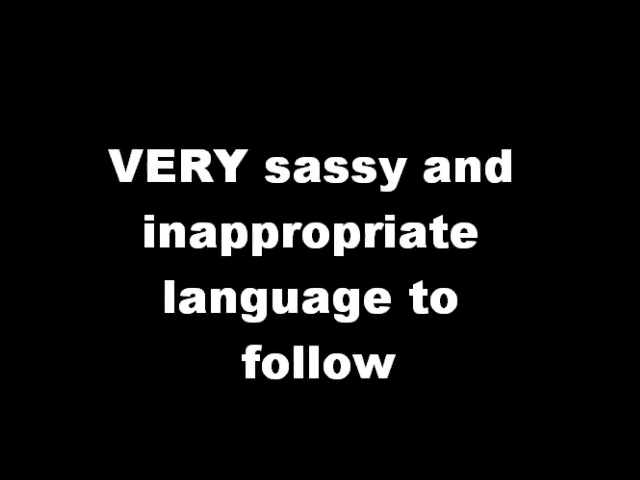 VERY sassy and
inappropriate
language to
follow